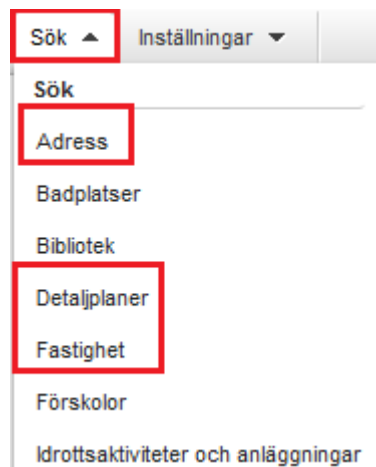 Sök ▲ Inställningar ▼
Sök
Adress
Badplatser
Bibliotek
Detaljplaner
Fastighet
Förskolor
Idrottsaktiviteter och anläggningar